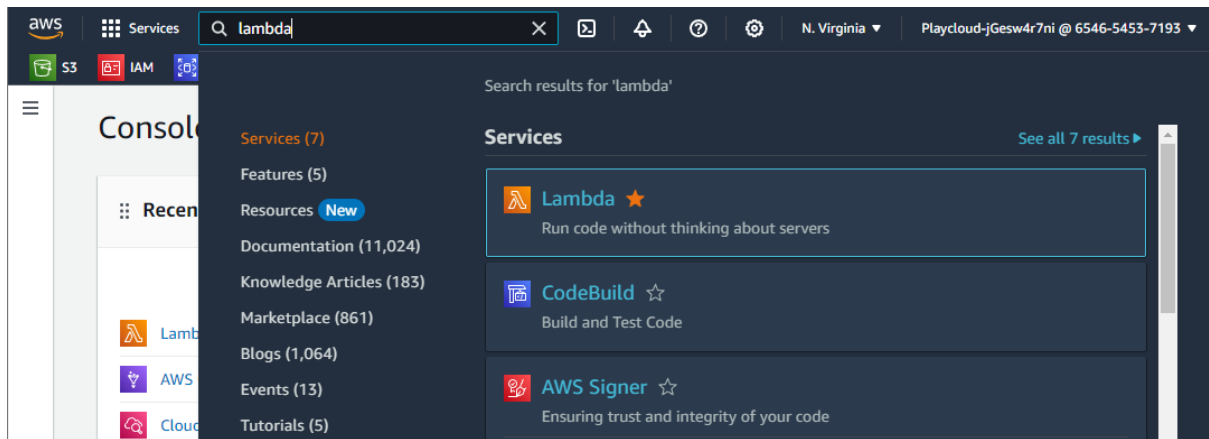 aws
Services
lambda
N. Virginia ▼
Playcloud-jGesw4r7ni @ 6546-5453-7193 ▼
S3
IAM
Search results for 'lambda'
Consol
Services (7)
Features (5)
Resources New
Documentation (11,024)
Knowledge Articles (183)
Marketplace (861)
Blogs (1,064)
Events (13)
Tutorials (5)
Recen
Lamb
AWS
Cloud
Services
See all 7 results ▶
Lambda
Run code without thinking about servers
CodeBuild
Build and Test Code
AWS Signer
Ensuring trust and integrity of your code